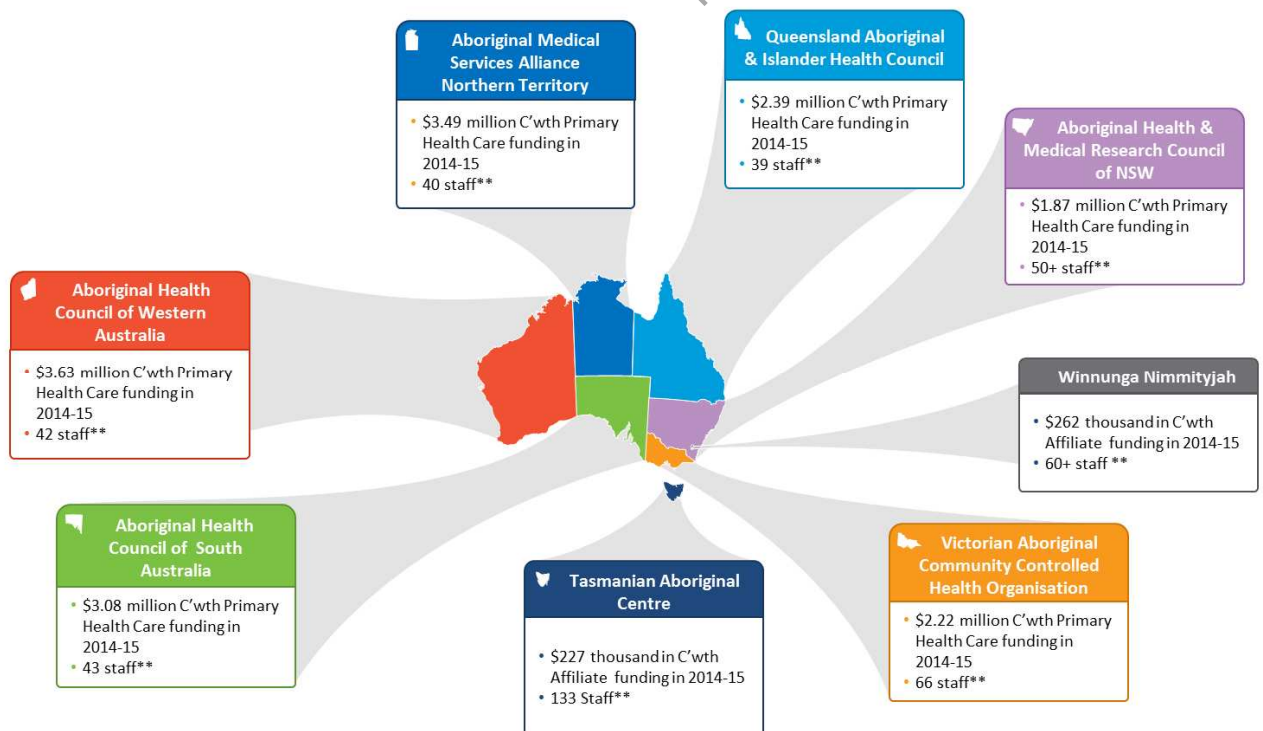 Aboriginal Medical
Services Alliance
Northern Territory
• $3.49 million C'wth Primary
Health Care funding in
2014-15
• 40 staff**
Queensland Aboriginal
& Islander Health Council
• $2.39 million C'wth Primary
Health Care funding in
2014-15
• 39 staff**
Aboriginal Health &
Medical Research Council
of NSW
• $1.87 million C'wth Primary
Health Care funding in
2014-15
• 50+ staff**
Aboriginal Health
Council of Western
Australia
• $3.63 million C'wth Primary
Health Care funding in
2014-15
• 42 staff**
Winnunga Nimmityjah
• $262 thousand in C'wth
Affiliate funding in 2014-15
• 60+ staff **
Aboriginal Health
Council of South
Australia
• $3.08 million C'wth Primary
Health Care funding in
2014-15
• 43 staff**
Tasmanian Aboriginal
Centre
• $227 thousand in C'wth
Affiliate funding in 2014-15
• 133 Staff**
Victorian Aboriginal
Community Controlled
Health Organisation
• $2.22 million C'wth Primary
Health Care funding in
2014-15
• 66 staff**